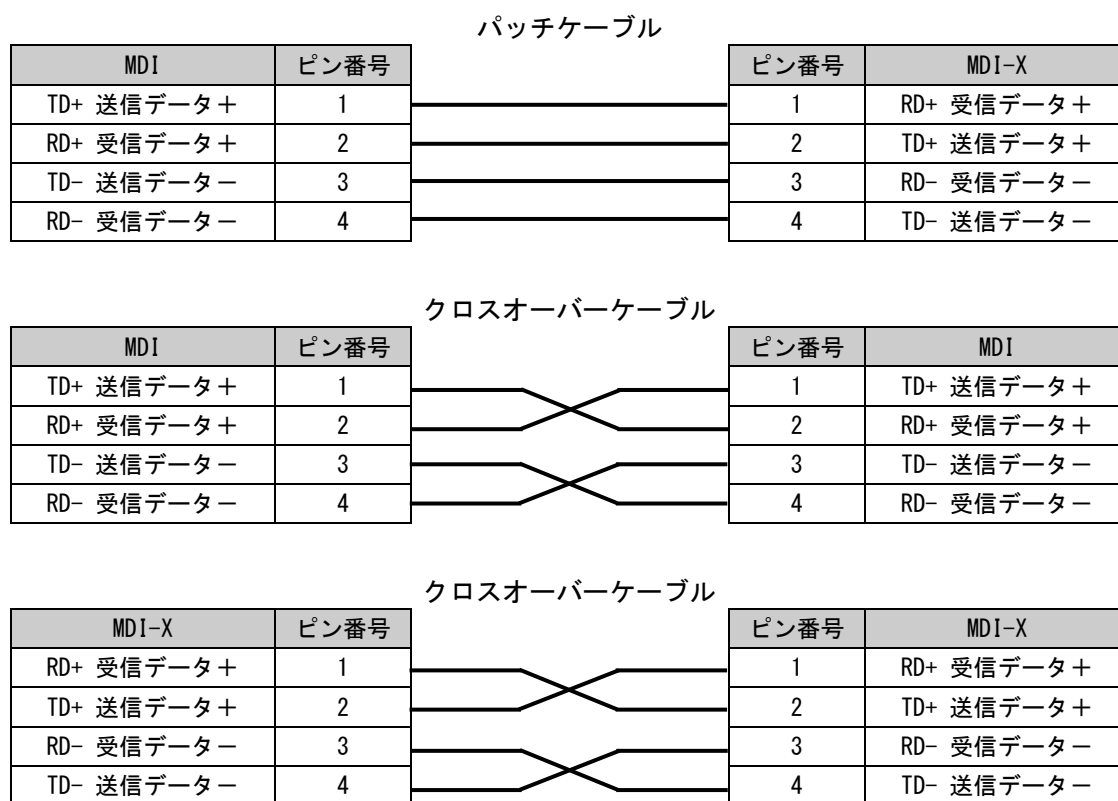 パッチケーブル
MDI ピン番号 ピン番号 MDI-X
TD+ 送信データ+ 1 1 RD+ 受信データ+
RD+ 受信データ+ 2 2 TD+ 送信データ+
TD- 送信データー 3 3 RD- 受信データー
RD- 受信データー 4 4 TD- 送信データー
クロスオーバーケーブル
MDI ピン番号 ピン番号 MDI
TD+ 送信データ+ 1 1 TD+ 送信データ+
RD+ 受信データ+ 2 2 RD+ 受信データ+
TD- 送信データー 3 3 TD- 送信データー
RD- 受信データー 4 4 RD- 受信データー
クロスオーバーケーブル
MDI-X ピン番号 ピン番号 MDI-X
RD+ 受信データ+ 1 1 RD+ 受信データ+
TD+ 送信データ+ 2 2 TD+ 送信データ+
RD- 受信データー 3 3 RD- 受信データー
TD- 送信データー 4 4 TD- 送信データー